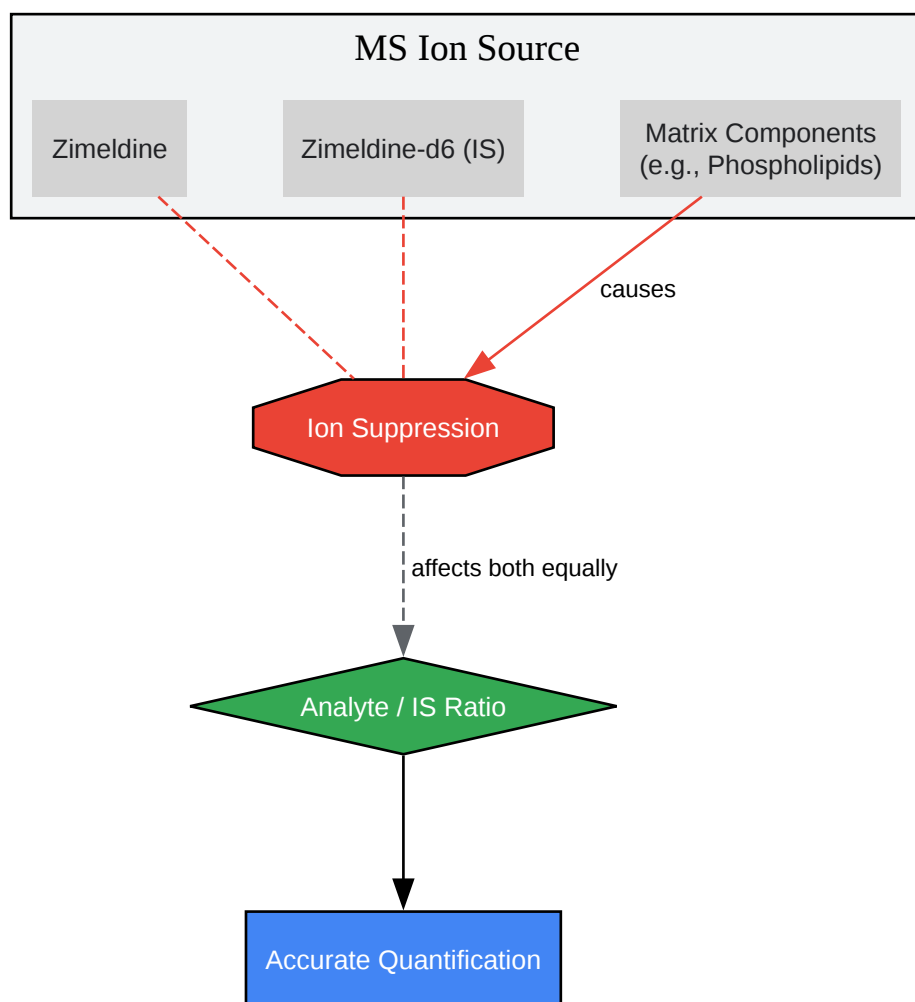 MS Ion Source
Zimeldine
Zimeldine-d6 (IS)
Matrix Components
(e.g., Phospholipids)
causes
Ion Suppression
affects both equally
Analyte / IS Ratio
Accurate Quantification